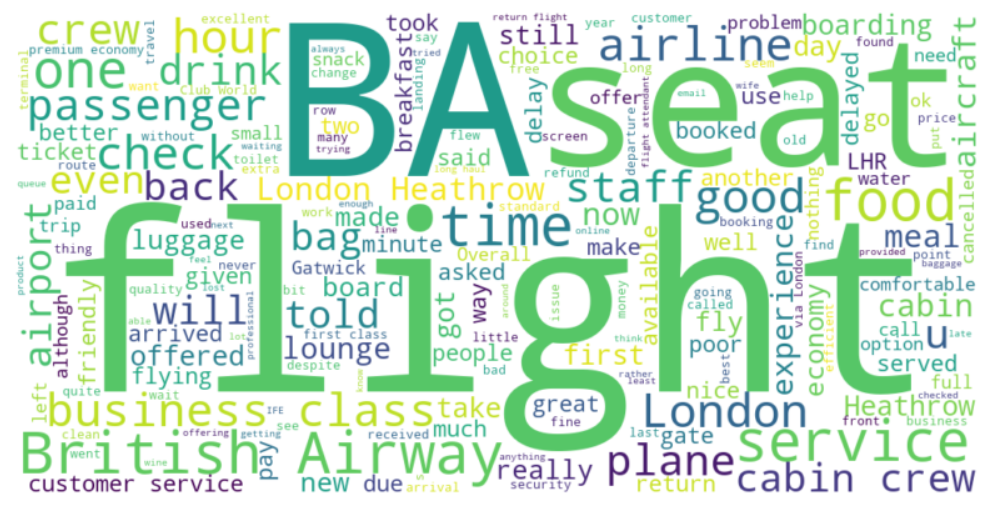 BA
seat
flight
crew
hour
excellent
customer
took
say
return flight
year
problem
boarding
found
airline
premium economy
travel
one
drink
always
tried
change
snack
landing
free
long
seem
day
need
terminal
want
Club World
passenger
row
many
trying
breakfast
still
choice
offer
use
wife
email
help
delayed
go
ok
price
put
aircraft
better
without
waiting
small
two
screen
delay
flew
departure
flight attendant
booked
old
check
ticket
route
toilet
extra
long haul
said
refund
another
LHR
water
queue
even
back
London Heathrow
staff
good
nothing
food
cancelled
paid
trip
thing
used
next
work
enough
standard
made
line
online
time
now
booking
experience
well
find
provided
meal
point
baggage
airport
luggage
feel
never
given
bag
minute
Overall
asked
make
via London
comfortable
although
friendly
quality
lost
Gatwick
bit
board
got
way
around
issue
money
available
going
called
fly
cabin
product
able
lot
professional
will
arrived
told
first class
little
people
bad
think
poor
best
economy
call
option
u
late
efficient
served
left
quite
wait
offered
flying
lounge
despite
know
first
rather
least
nice
full
checked
business class
IFE
take
great
fine
London
Heathrow
front
business
clean
see
much
last
gate
British Airway
went
wine
offering
getting
pay
received
really
anything
security
plane
service
customer service
new
due
s
arrival
return
cabin crew